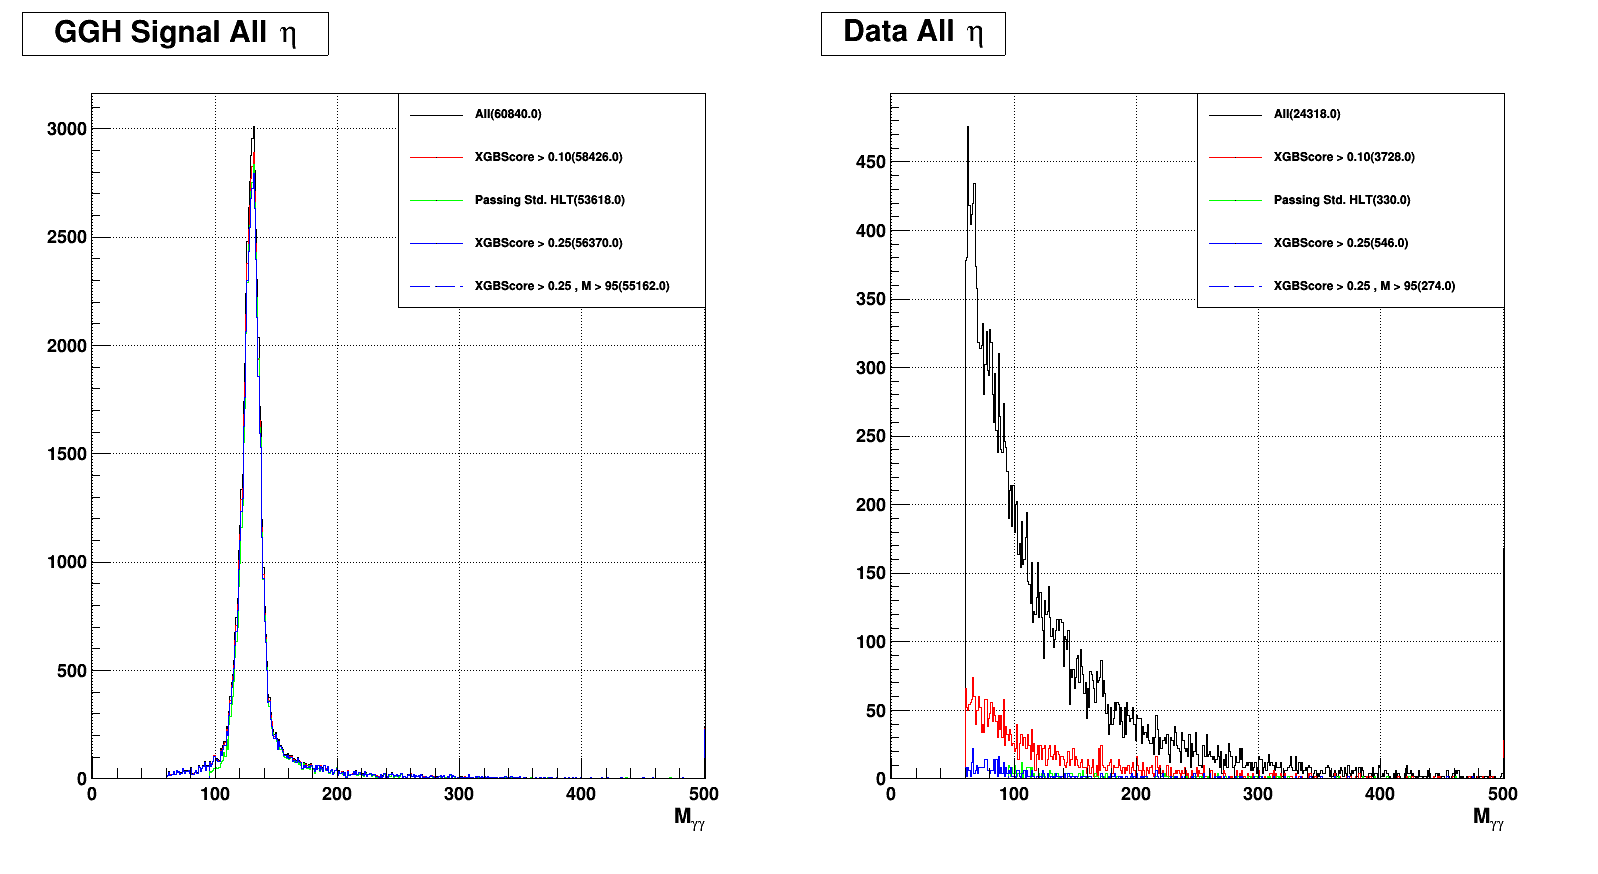 GGH Signal All η
All(60840.0)
XGBScore > 0.10(58426.0)
Passing Std. HLT(53618.0)
XGBScore > 0.25(56370.0)
XGBScore > 0.25 , M > 95(55162.0)
3000
2500
2000
1500
1000
500
0
0 100 200 300 400 500
Mγγ
Data All η
All(24318.0)
XGBScore > 0.10(3728.0)
Passing Std. HLT(330.0)
XGBScore > 0.25(546.0)
XGBScore > 0.25 , M > 95(274.0)
450
400
350
300
250
200
150
100
50
0
0 100 200 300 400 500
Mγγ